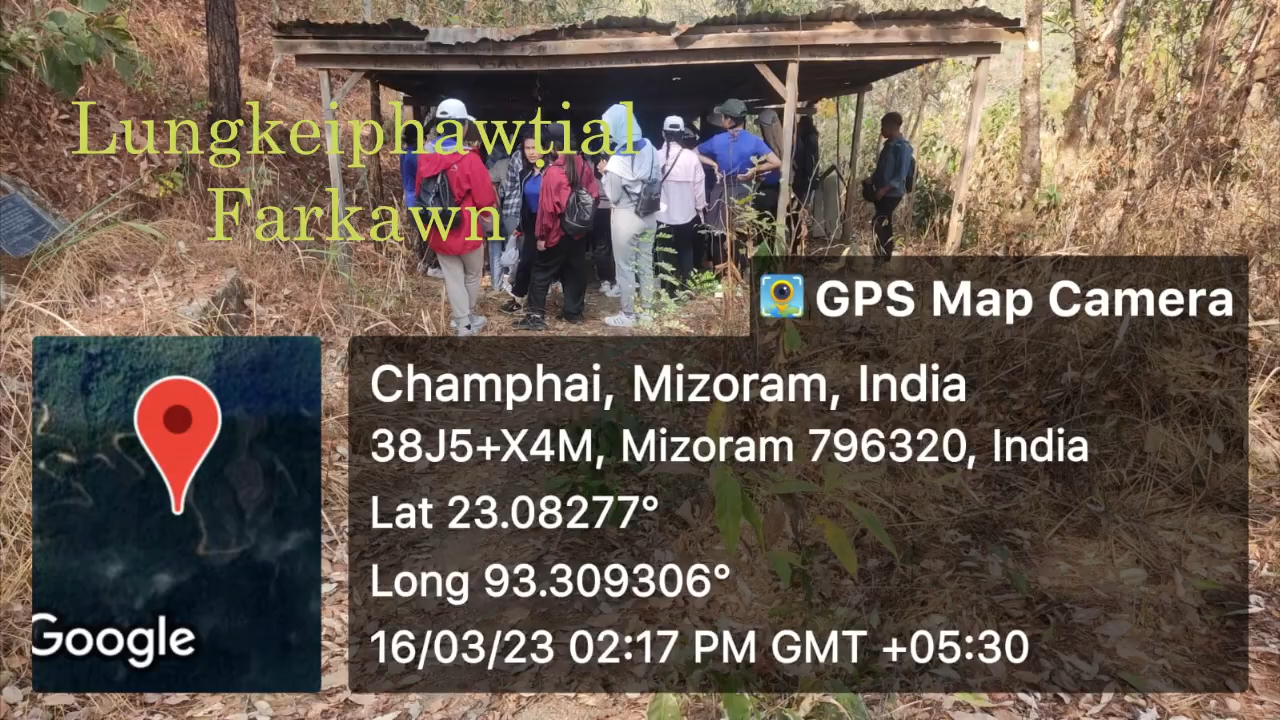 Lungkeiphawṭial
Farkawn
GPS Map Camera
Champhai, Mizoram, India
38J5+X4M, Mizoram 796320, India
Lat 23.08277°
Long 93.309306°
16/03/23 02:17 PM GMT +05:30
Google